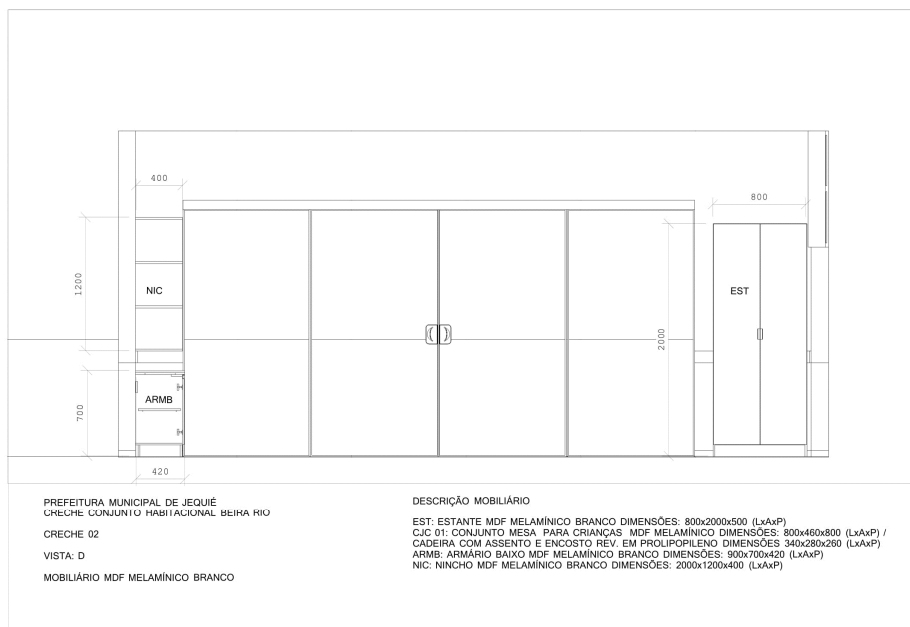 400
800
1200
NIC
EST
2000
ARMB
700
420
PREFEITURA MUNICIPAL DE JEQUIÉ
CRECHE CONJUNTO HABITACIONAL BEIRA RIO
CRECHE 02
VISTA: D
MOBILIÁRIO MDF MELAMÍNICO BRANCO
DESCRIÇÃO MOBILIÁRIO
EST: ESTANTE MDF MELAMÍNICO BRANCO DIMENSÕES: 800x2000x500 (LxAxP)
CJC 01: CONJUNTO MESA PARA CRIANÇAS MDF MELAMÍNICO DIMENSÕES: 800x460x800 (LxAxP) /
CADEIRA COM ASSENTO E ENCOSTO REV. EM PROLIPOPILENO DIMENSÕES 340x280x260 (LxAxP)
ARMB: ARMÁRIO BAIXO MDF MELAMÍNICO BRANCO DIMENSÕES: 900x700x420 (LxAxP)
NIC: NINCHO MDF MELAMÍNICO BRANCO DIMENSÕES: 2000x1200x400 (LxAxP)